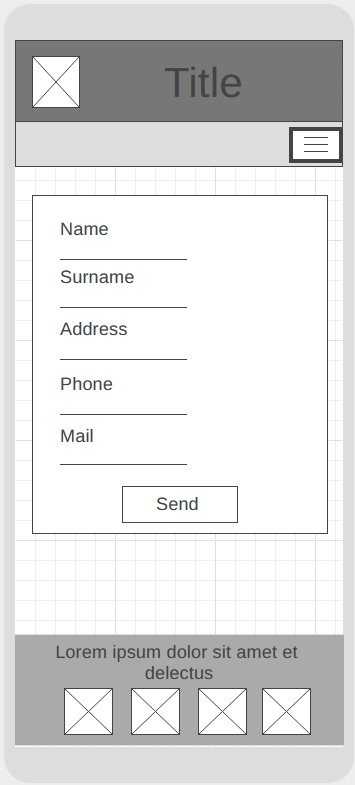 Title
Name
Surname
Address
Phone
Mail
Send
Lorem ipsum dolor sit amet et
delectus